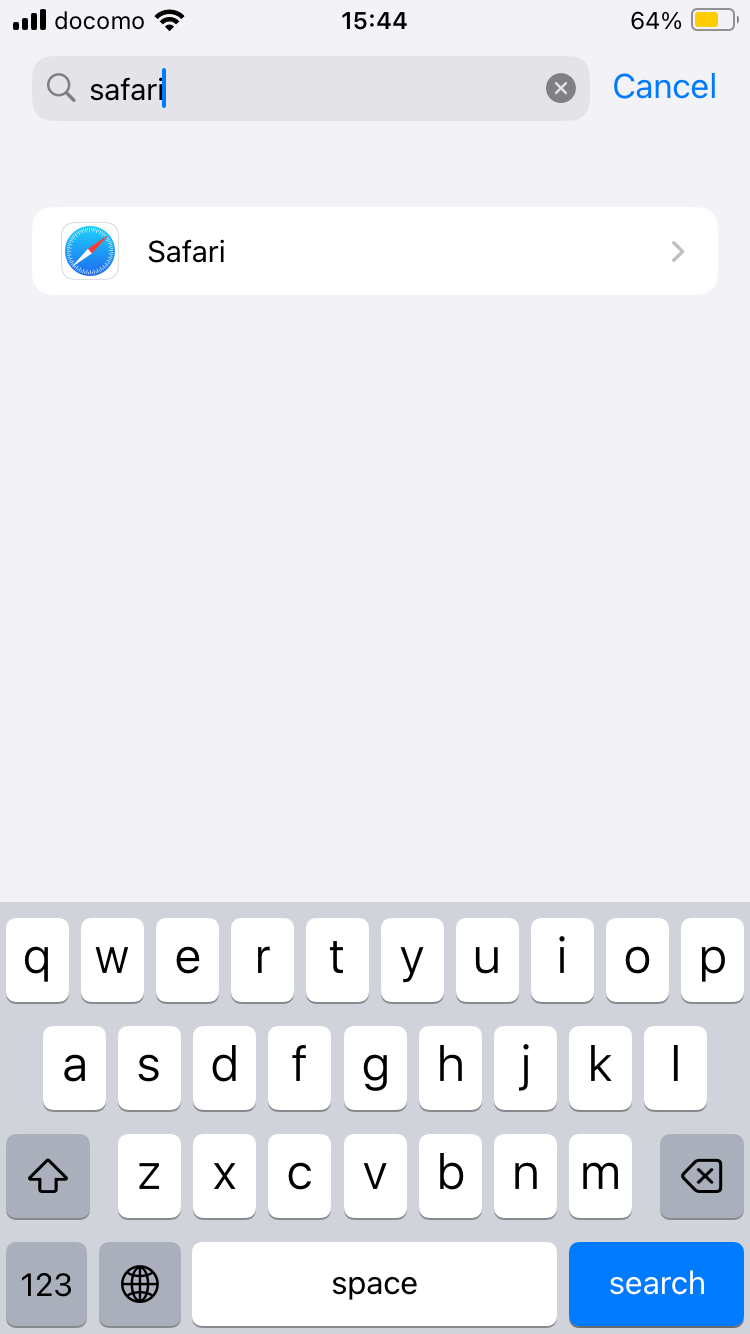 docomo 15:44 64%
safari Cancel
Safari
q w e r t y u i o p
a s d f g h j k l
z x c v b n m
123 space search